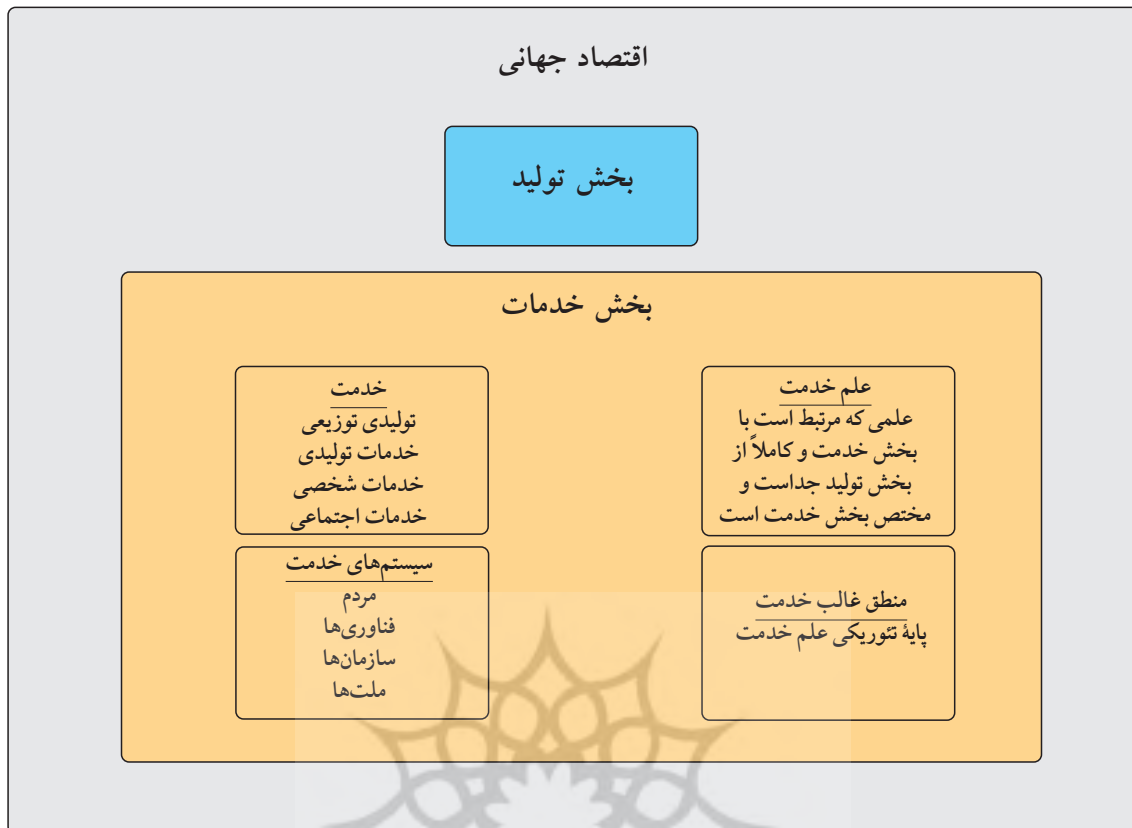 اقتصاد جهانی
بخش تولید
بخش خدمات
علم خدمت
علمی که مرتبط است با
بخش خدمت و کاملاً از
بخش تولید جداست و
مختص بخش خدمت است
خدمت
تولیدی توزیعی
خدمات تولیدی
خدمات شخصی
خدمات اجتماعی
منطق غالب خدمت
پایهٔ تئوریکی علم خدمت
سیستم‌های خدمت
مردم
فناوری‌ها
سازمان‌ها
ملت‌ها